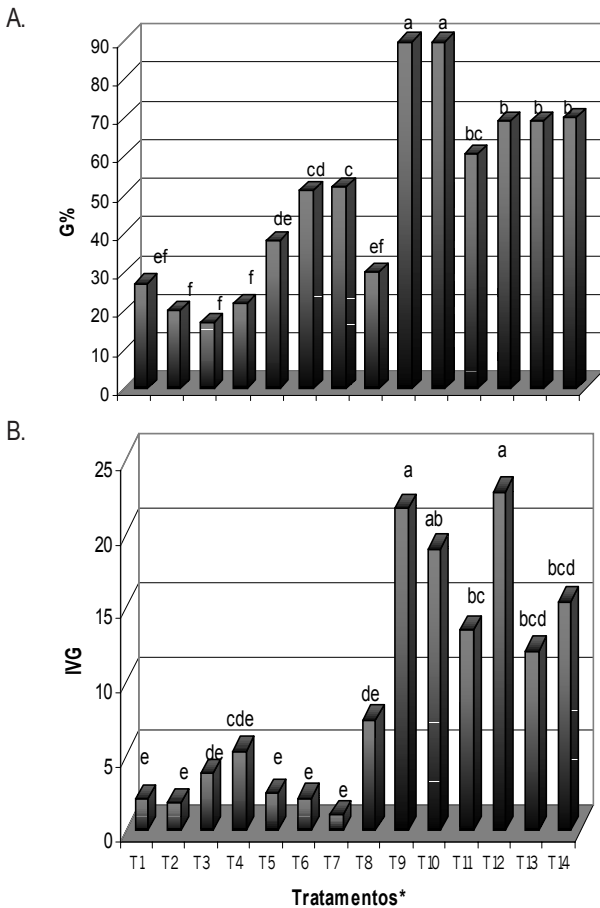 A.
90
80
70
60
50
40
30
20
10
0
G%
ef
f
f
f
de
cd
c
ef
a
a
bc
b
b
b
B.
25
20
15
10
5
0
IVG
e
e
de
cde
e
e
e
de
a
ab
bc
a
bcd
bcd
T1 T2 T3 T4 T5 T6 T7 T8 T9 T10 T11 T12 T13 T14
Tratamentos*